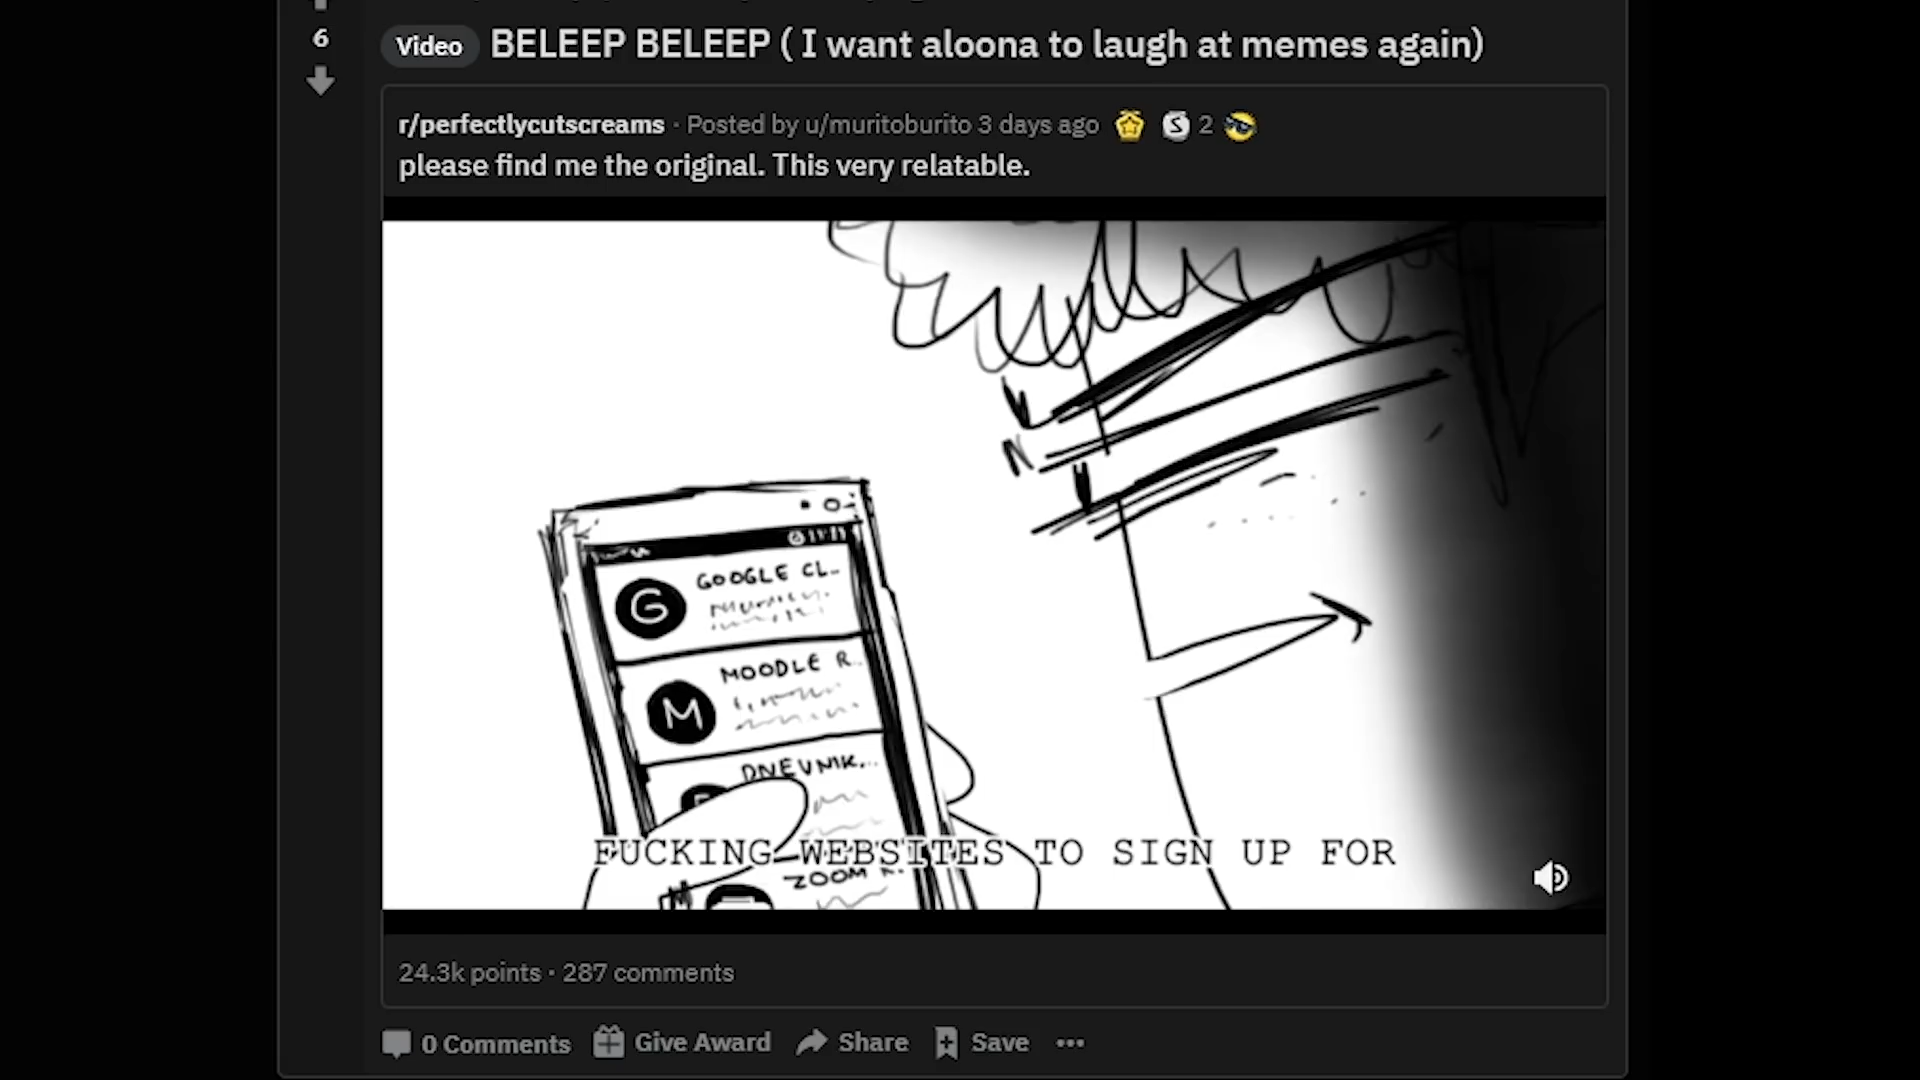 6
Video BELEEP BELEEP ( I want aloona to laugh at memes again)
r/perfectlycutscreams · Posted by u/muritoburito 3 days ago 2
please find me the original. This very relatable.
GOOGLE CL..
G
MOODLE R..
M
DNEVNIK...
FUCKING WEBSITES TO SIGN UP FOR
ZOOM
24.3k points · 287 comments
0 Comments Give Award Share Save ...